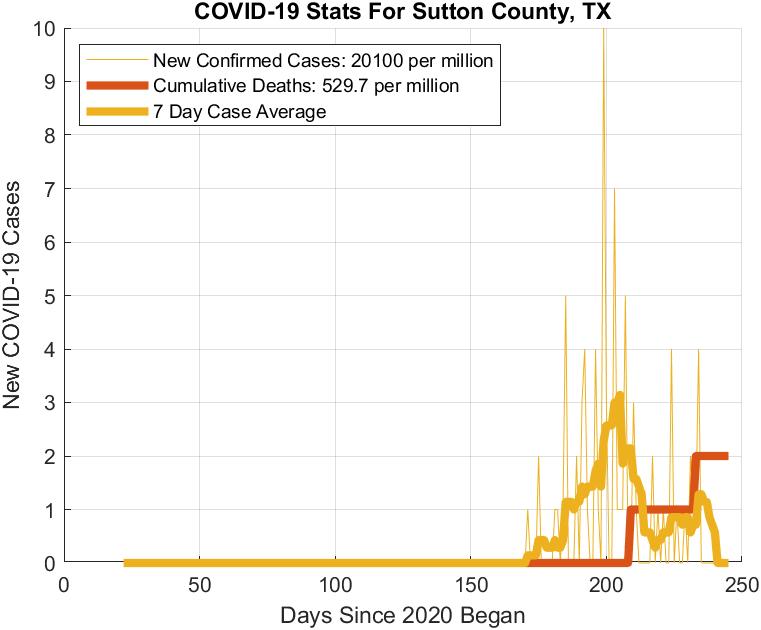 COVID-19 Stats For Sutton County, TX
New Confirmed Cases: 20100 per million
Cumulative Deaths: 529.7 per million
7 Day Case Average
New COVID-19 Cases
10
9
8
7
6
5
4
3
2
1
0
0 50 100 150 200 250
Days Since 2020 Began